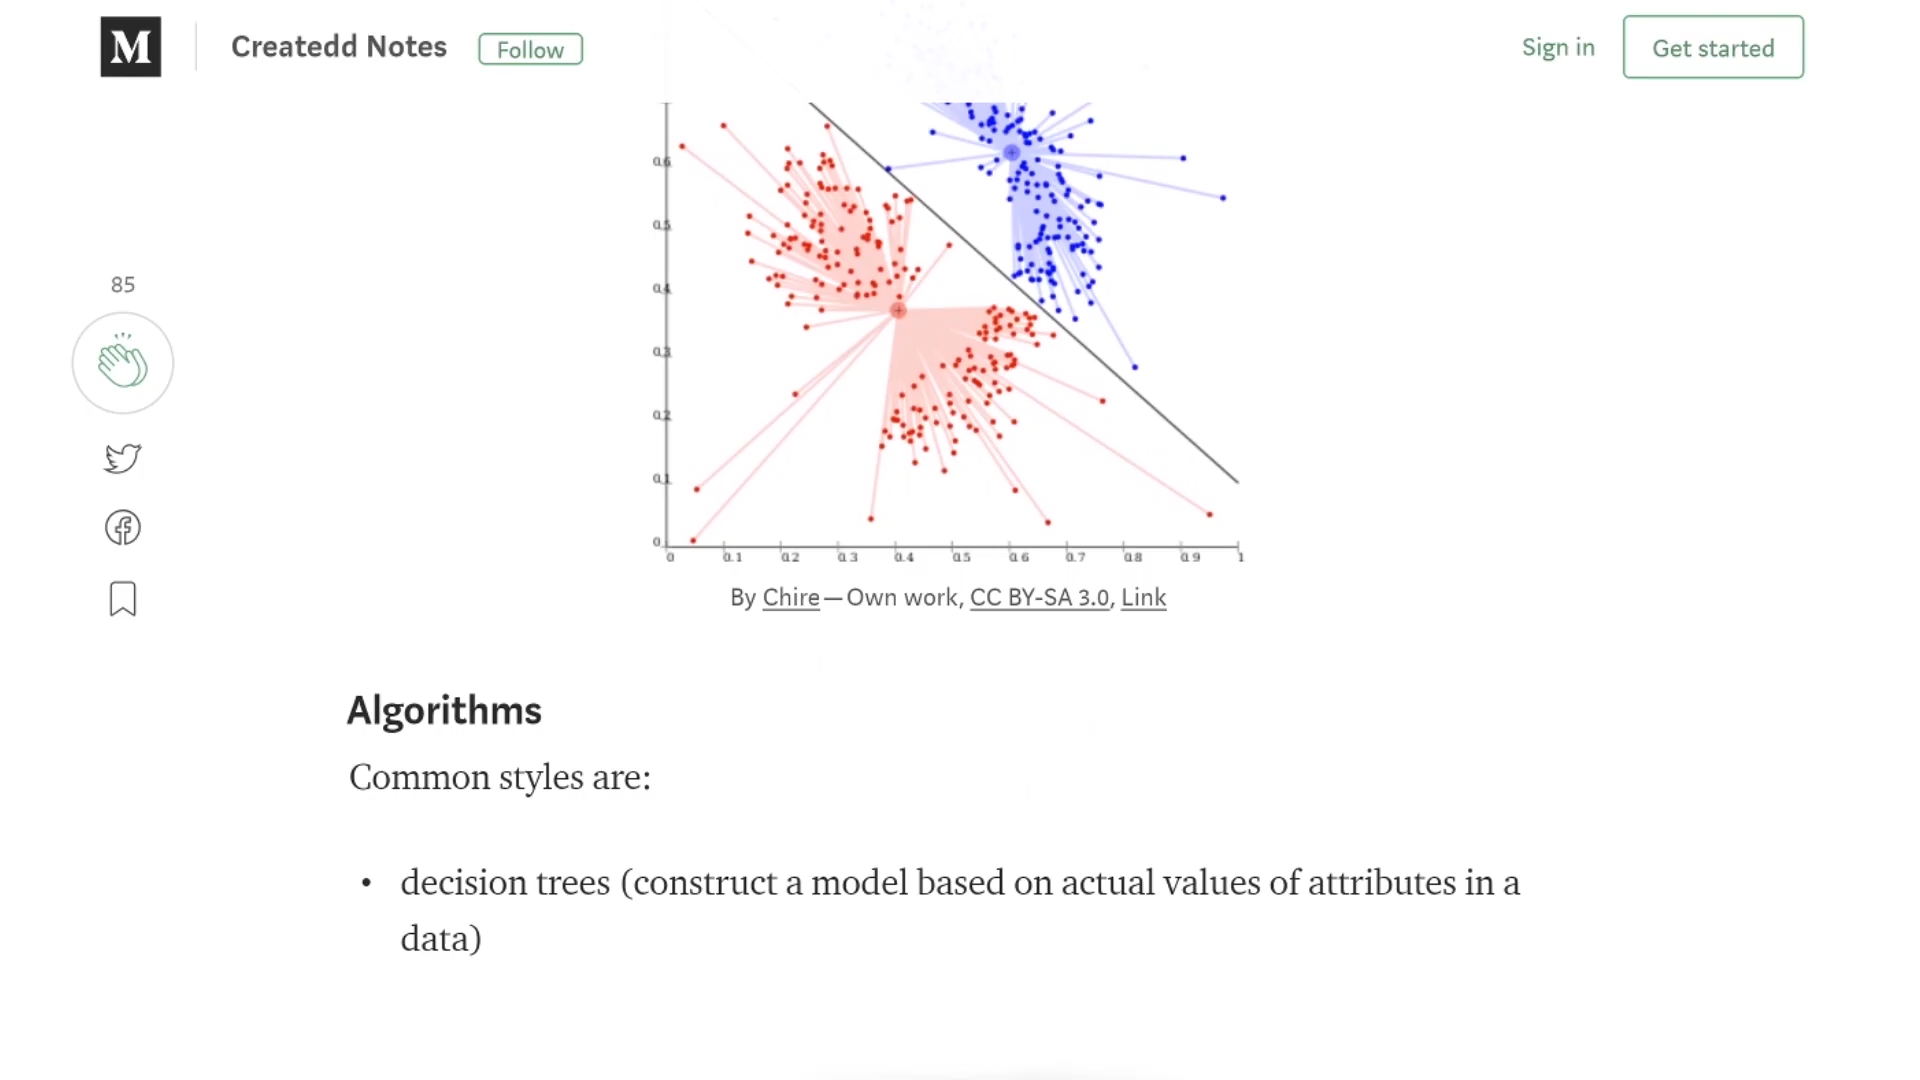 M Createdd Notes Follow Sign in Get started
0.6
0.5
85
0.4
0.3
0.2
0.1
0
0 0.1 0.2 0.3 0.4 0.5 0.6 0.7 0.8 0.9 1
By Chire — Own work, CC BY-SA 3.0, Link
Algorithms
Common styles are:
• decision trees (construct a model based on actual values of attributes in a
data)